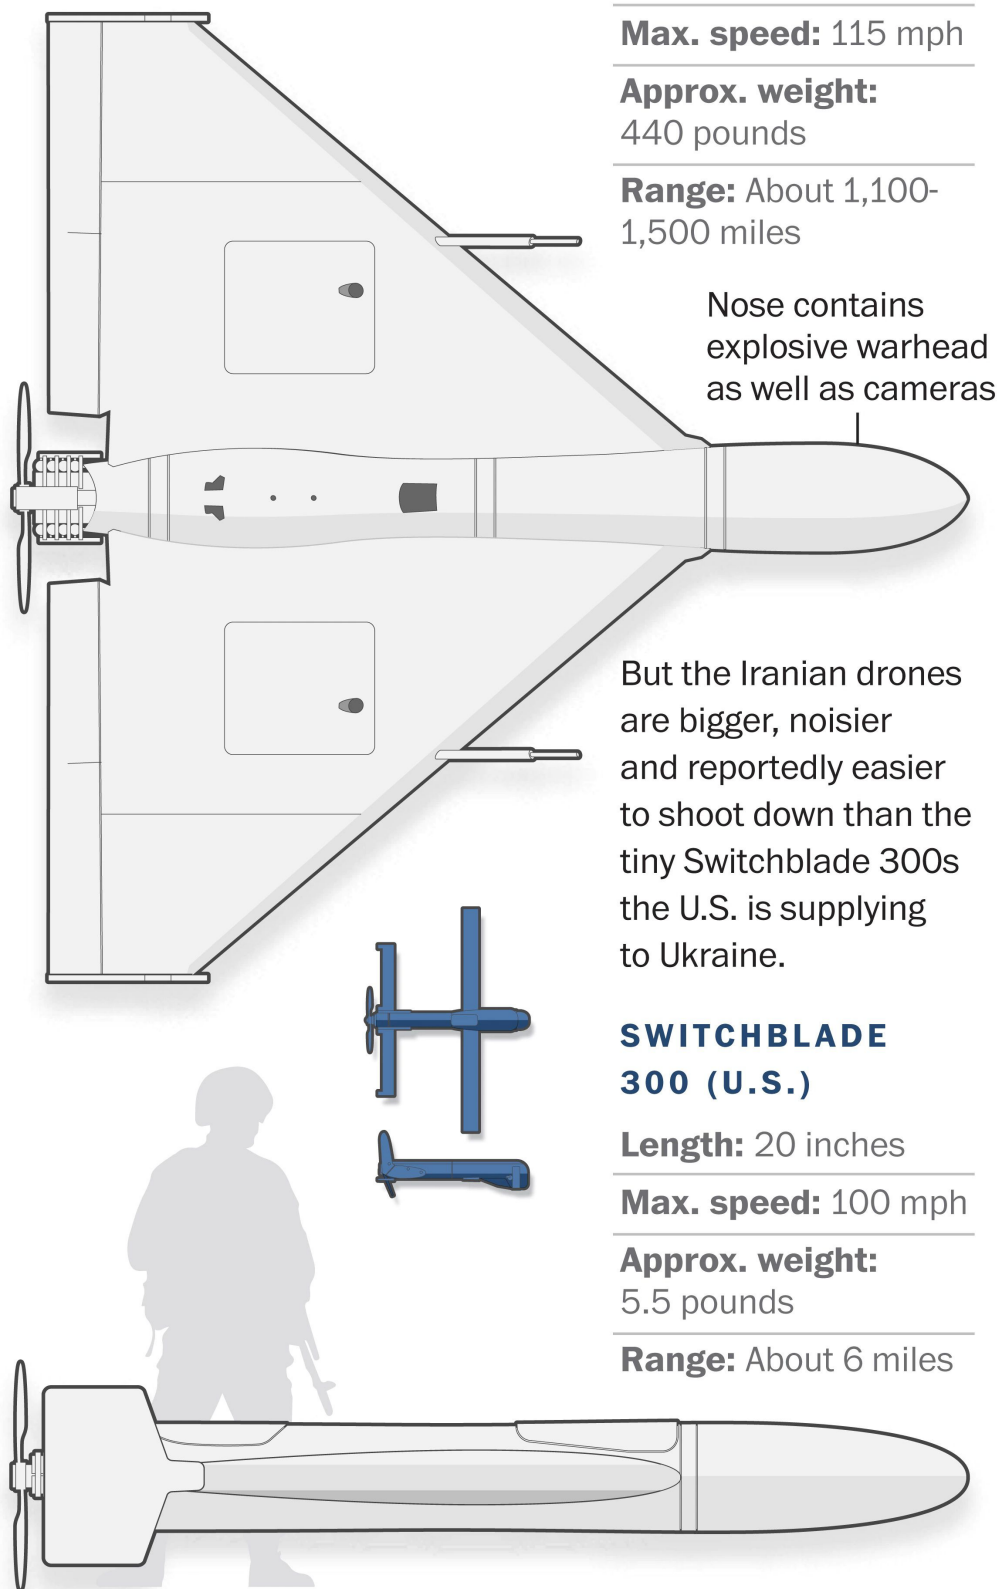 Max. speed: 115 mph
Approx. weight:
440 pounds
Range: About 1,100-
1,500 miles
Nose contains
explosive warhead
as well as cameras
But the Iranian drones
are bigger, noisier
and reportedly easier
to shoot down than the
tiny Switchblade 300s
the U.S. is supplying
to Ukraine.
SWITCHBLADE
300 (U.S.)
Length: 20 inches
Max. speed: 100 mph
Approx. weight:
5.5 pounds
Range: About 6 miles